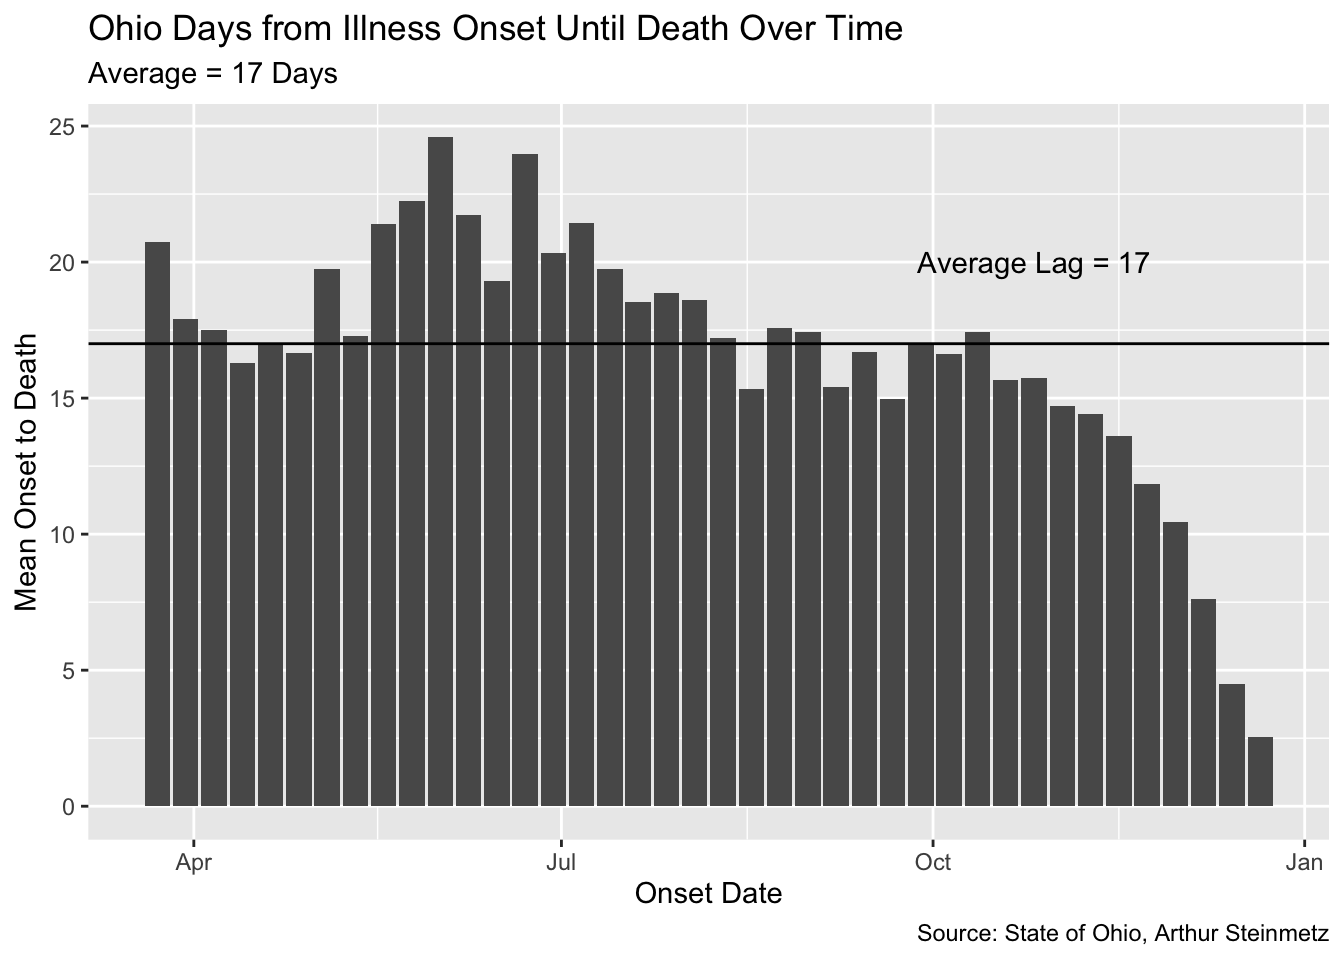 Ohio Days from Illness Onset Until Death Over Time
Average = 17 Days
Mean Onset to Death
25
20
15
10
5
0
Average Lag = 17
Apr
Jul
Oct
Jan
Onset Date
Source: State of Ohio, Arthur Steinmetz